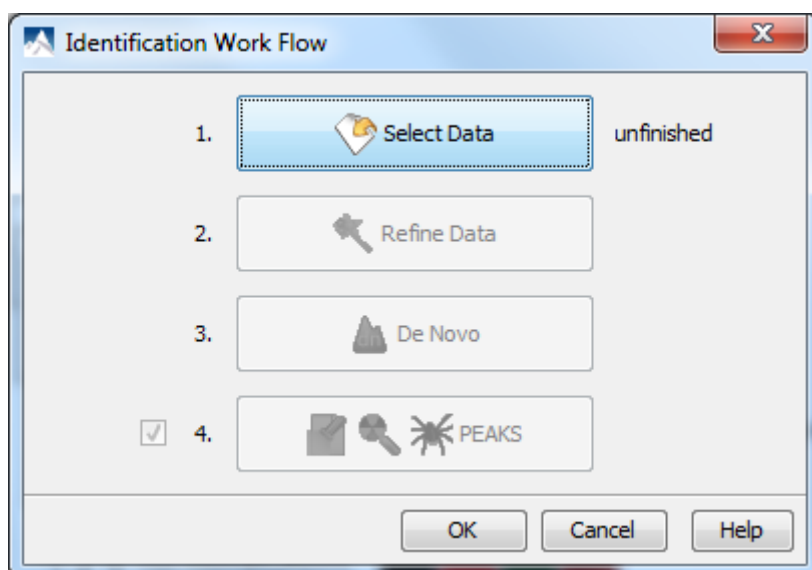 Identification Work Flow
1. Select Data unfinished
2. Refine Data
3. De Novo
4. PEAKS
OK Cancel Help